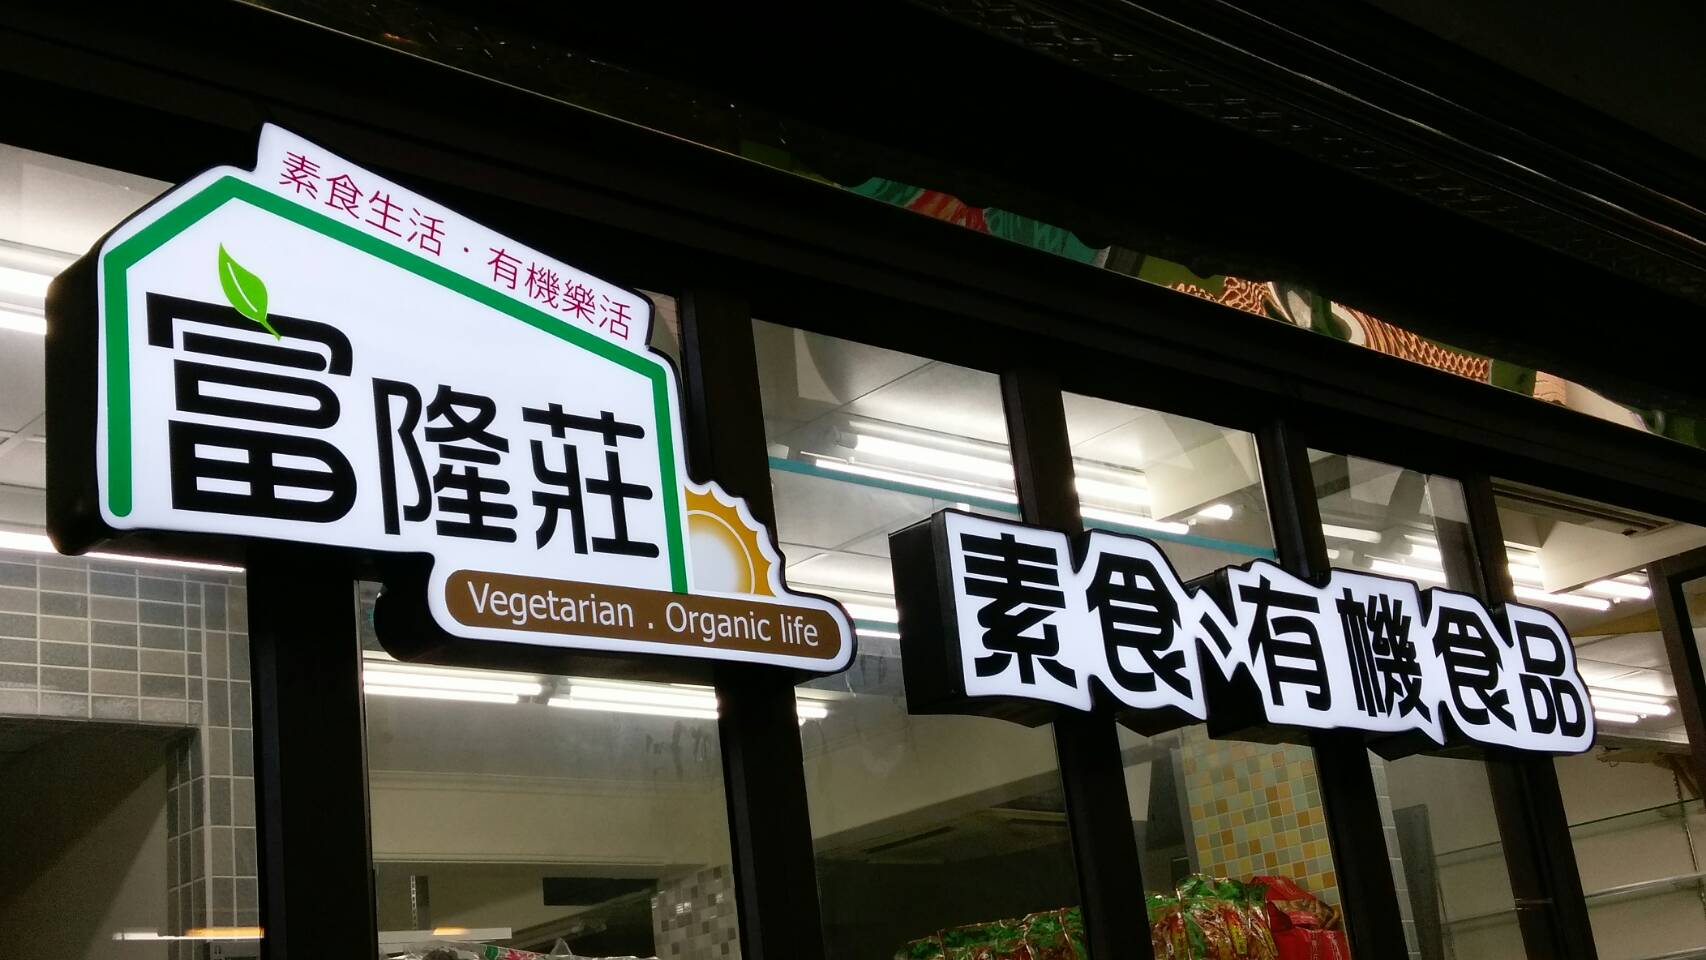 素食生活．有機樂活
富隆莊
Vegetarian . Organic life
素食、有機食品